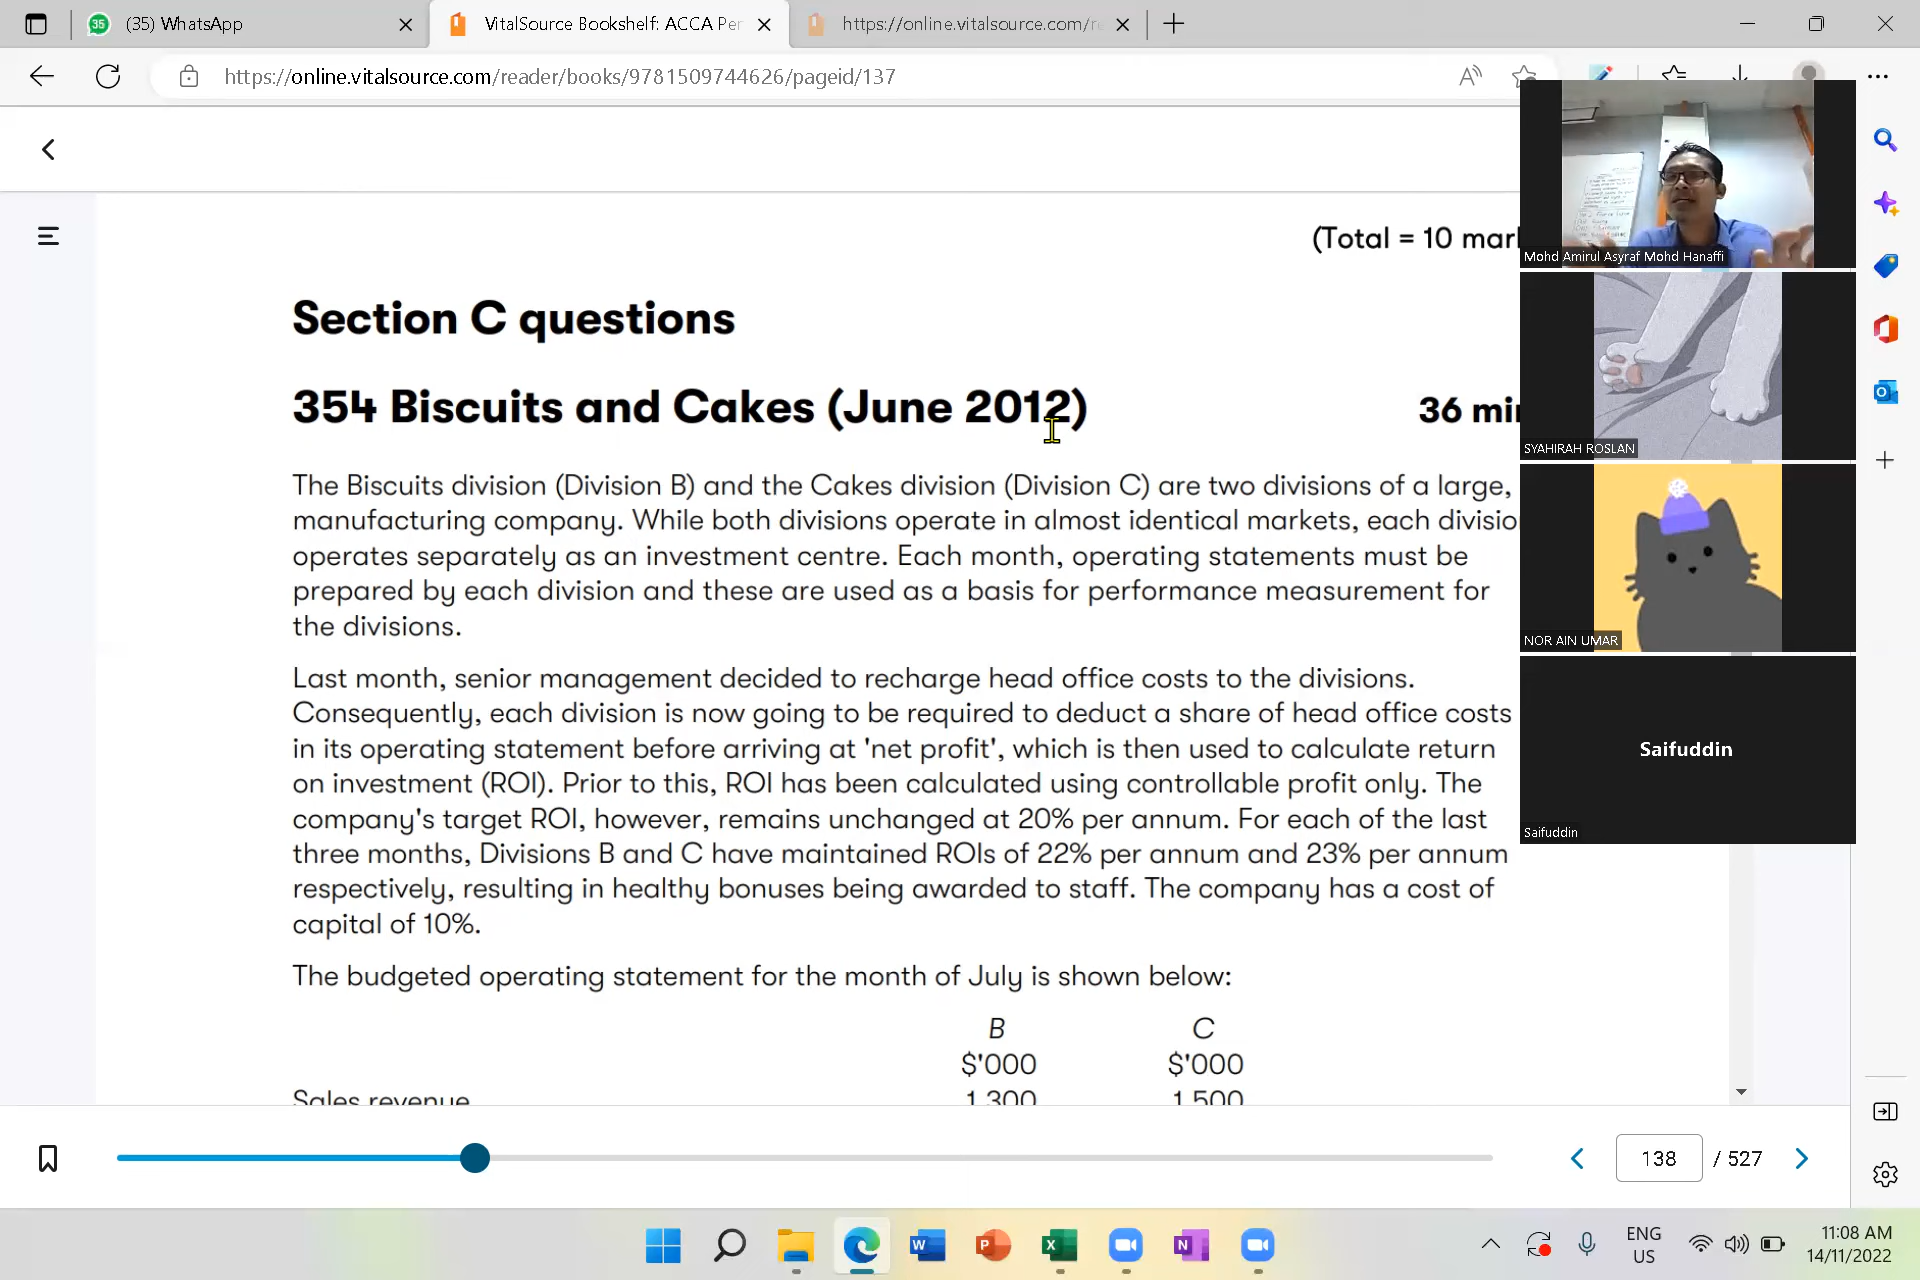 35
(35) WhatsApp
VitalSource Bookshelf: ACCA Per
https://online.vitalsource.com/re
https://online.vitalsource.com/reader/books/9781509744626/pageid/137
(Total = 10 mar
Section C questions
354 Biscuits and Cakes (June 2012)
36 mi
The Biscuits division (Division B) and the Cakes division (Division C) are two divisions of a large,
manufacturing company. While both divisions operate in almost identical markets, each divisio
operates separately as an investment centre. Each month, operating statements must be
prepared by each division and these are used as a basis for performance measurement for
the divisions.
Last month, senior management decided to recharge head office costs to the divisions.
Consequently, each division is now going to be required to deduct a share of head office costs
in its operating statement before arriving at 'net profit', which is then used to calculate return
on investment (ROI). Prior to this, ROI has been calculated using controllable profit only. The
company's target ROI, however, remains unchanged at 20% per annum. For each of the last
three months, Divisions B and C have maintained ROIs of 22% per annum and 23% per annum
respectively, resulting in healthy bonuses being awarded to staff. The company has a cost of
capital of 10%.
The budgeted operating statement for the month of July is shown below:
B C
$'000 $'000
Sales revenue 1,300 1,500
Mohd Amirul Asyraf Mohd Hanaffi
SYAHIRAH ROSLAN
NOR AIN UMAR
Saifuddin
Saifuddin
138 / 527
ENG
US
11:08 AM
14/11/2022